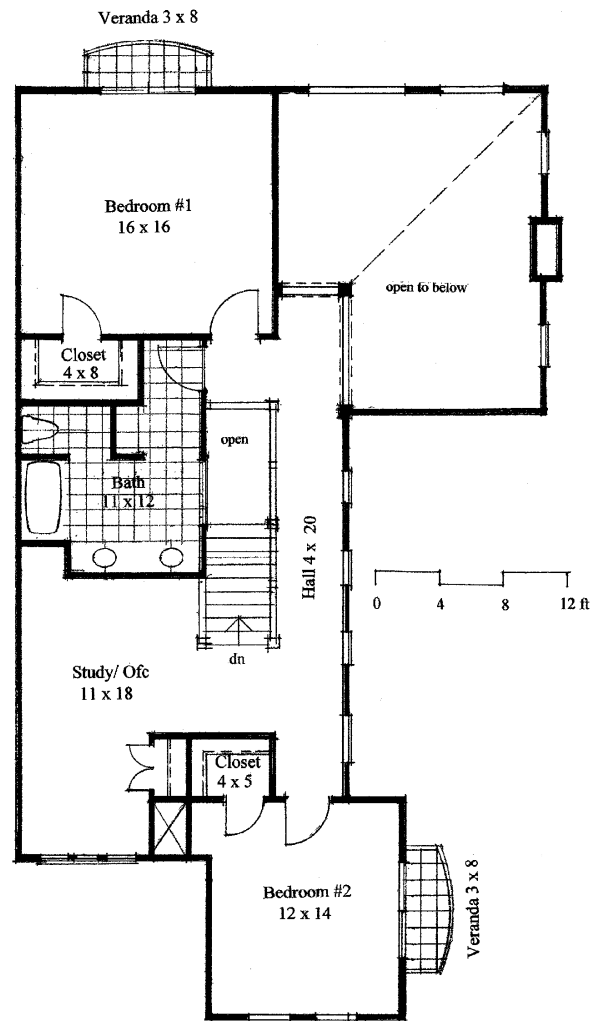 Veranda 3 x 8
Bedroom #1
16 x 16
open to below
Closet
4 x 8
open
Bath
11 x 12
Hall 4 x 20
0 4 8 12 ft
dn
Study/ Ofc
11 x 18
Closet
4 x 5
Bedroom #2
12 x 14
Veranda 3 x 8